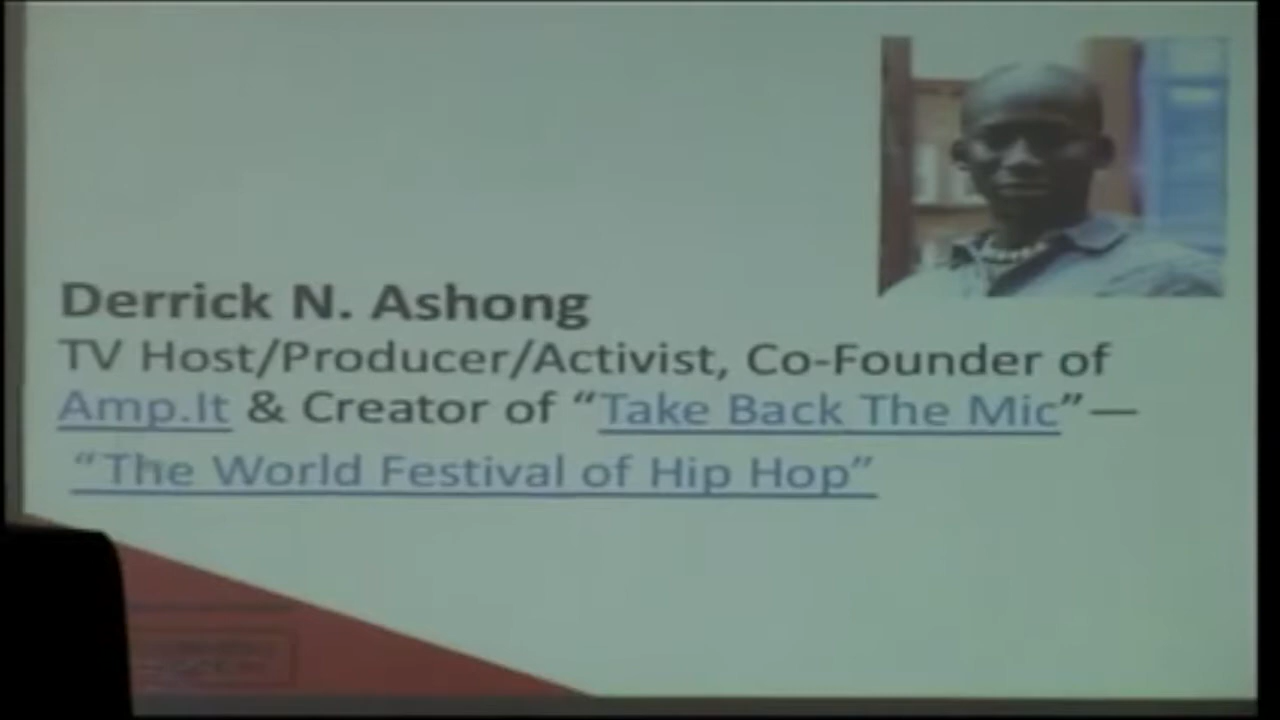 Derrick N. Ashong
TV Host/Producer/Activist, Co-Founder of
Amp.It & Creator of “Take Back The Mic”—
“The World Festival of Hip Hop”